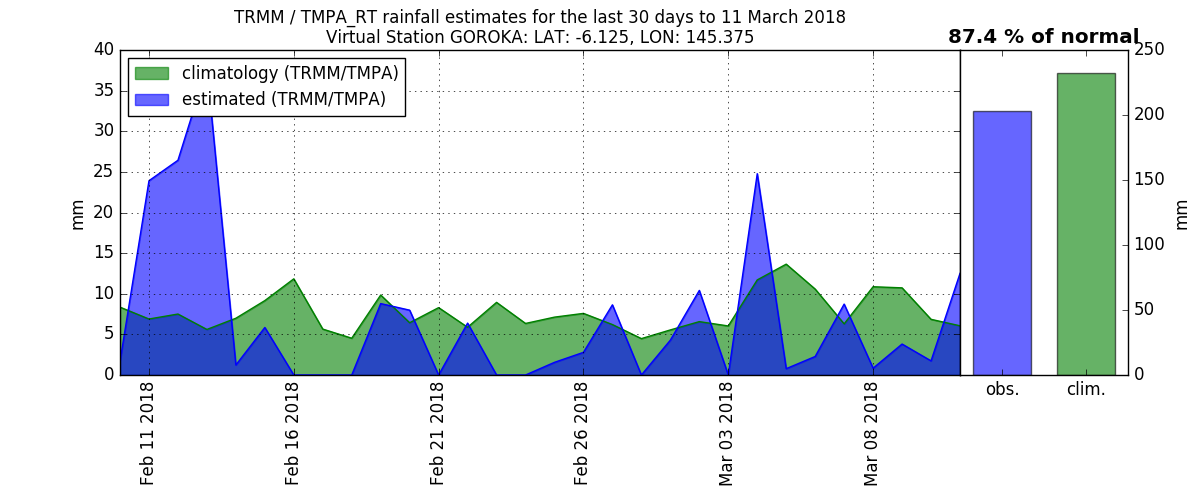 TRMM / TMPA_RT rainfall estimates for the last 30 days to 11 March 2018
Virtual Station GOROKA: LAT: -6.125, LON: 145.375
87.4 % of normal
climatology (TRMM/TMPA)
estimated (TRMM/TMPA)
40
35
30
25
20
15
10
5
0
mm
Feb 11 2018
Feb 16 2018
Feb 21 2018
Feb 26 2018
Mar 03 2018
Mar 08 2018
250
200
150
100
50
0
mm
obs.
clim.